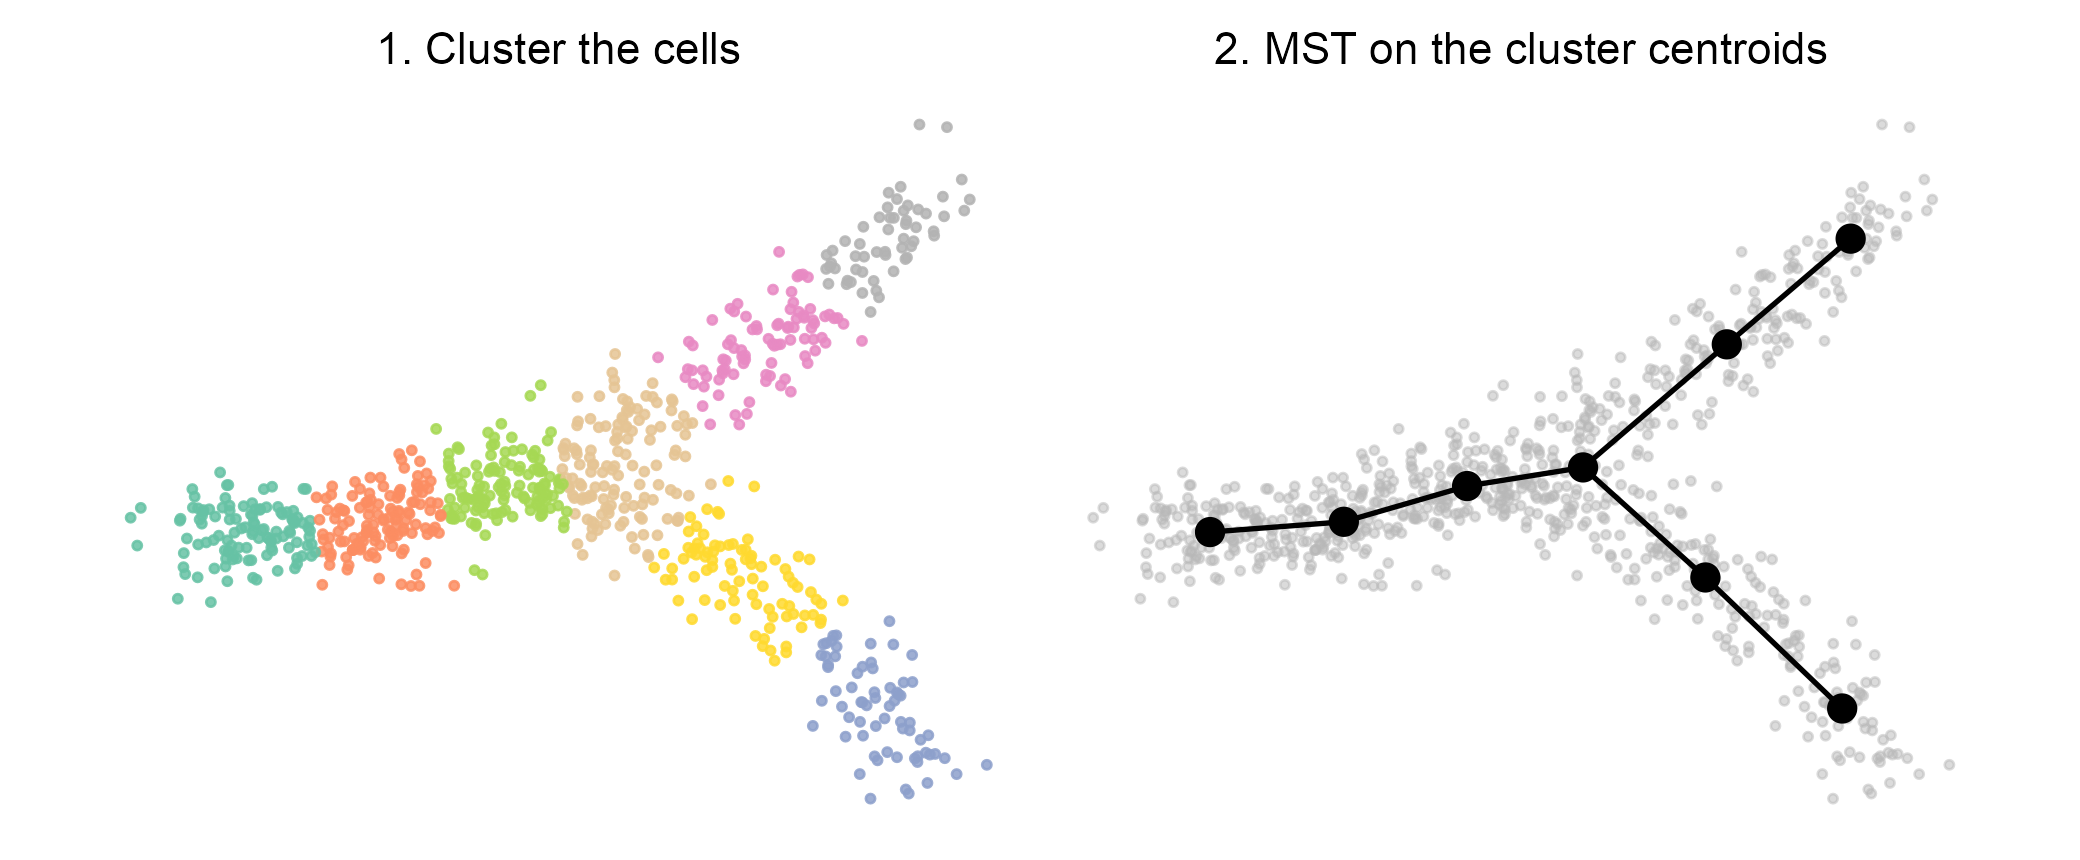 1. Cluster the cells
2. MST on the cluster centroids